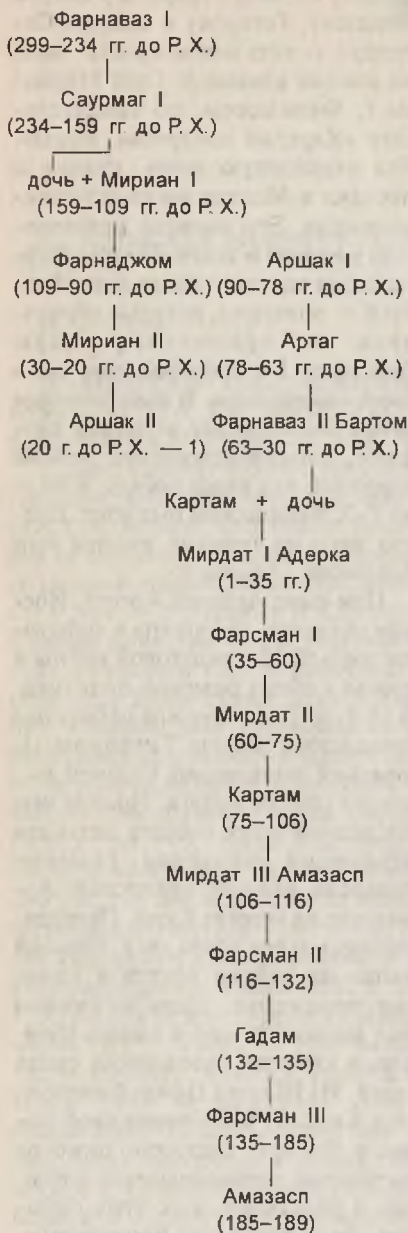 Фарнаваз I
(299–234 гг. до Р. Х.)
Саурмаг I
(234–159 гг до Р. Х.)
дочь + Мириан I
(159–109 гг. до Р. Х.)
Фарнаджом Аршак I
(109–90 гг. до Р. Х.) (90–78 гг. до Р. Х.)
Мириан II Артаг
(30–20 гг. до Р. Х.) (78–63 гг. до Р. Х.)
Аршак II Фарнаваз II Бартом
(20 г. до Р. Х. — 1) (63–30 гг. до Р. Х.)
Картам + дочь
Мирдат I Адерка
(1–35 гг.)
Фарсман I
(35–60)
Мирдат II
(60–75)
Картам
(75–106)
Мирдат III Амазасп
(106–116)
Фарсман II
(116–132)
Гадам
(132–135)
Фарсман III
(135–185)
Амазасп
(185–189)